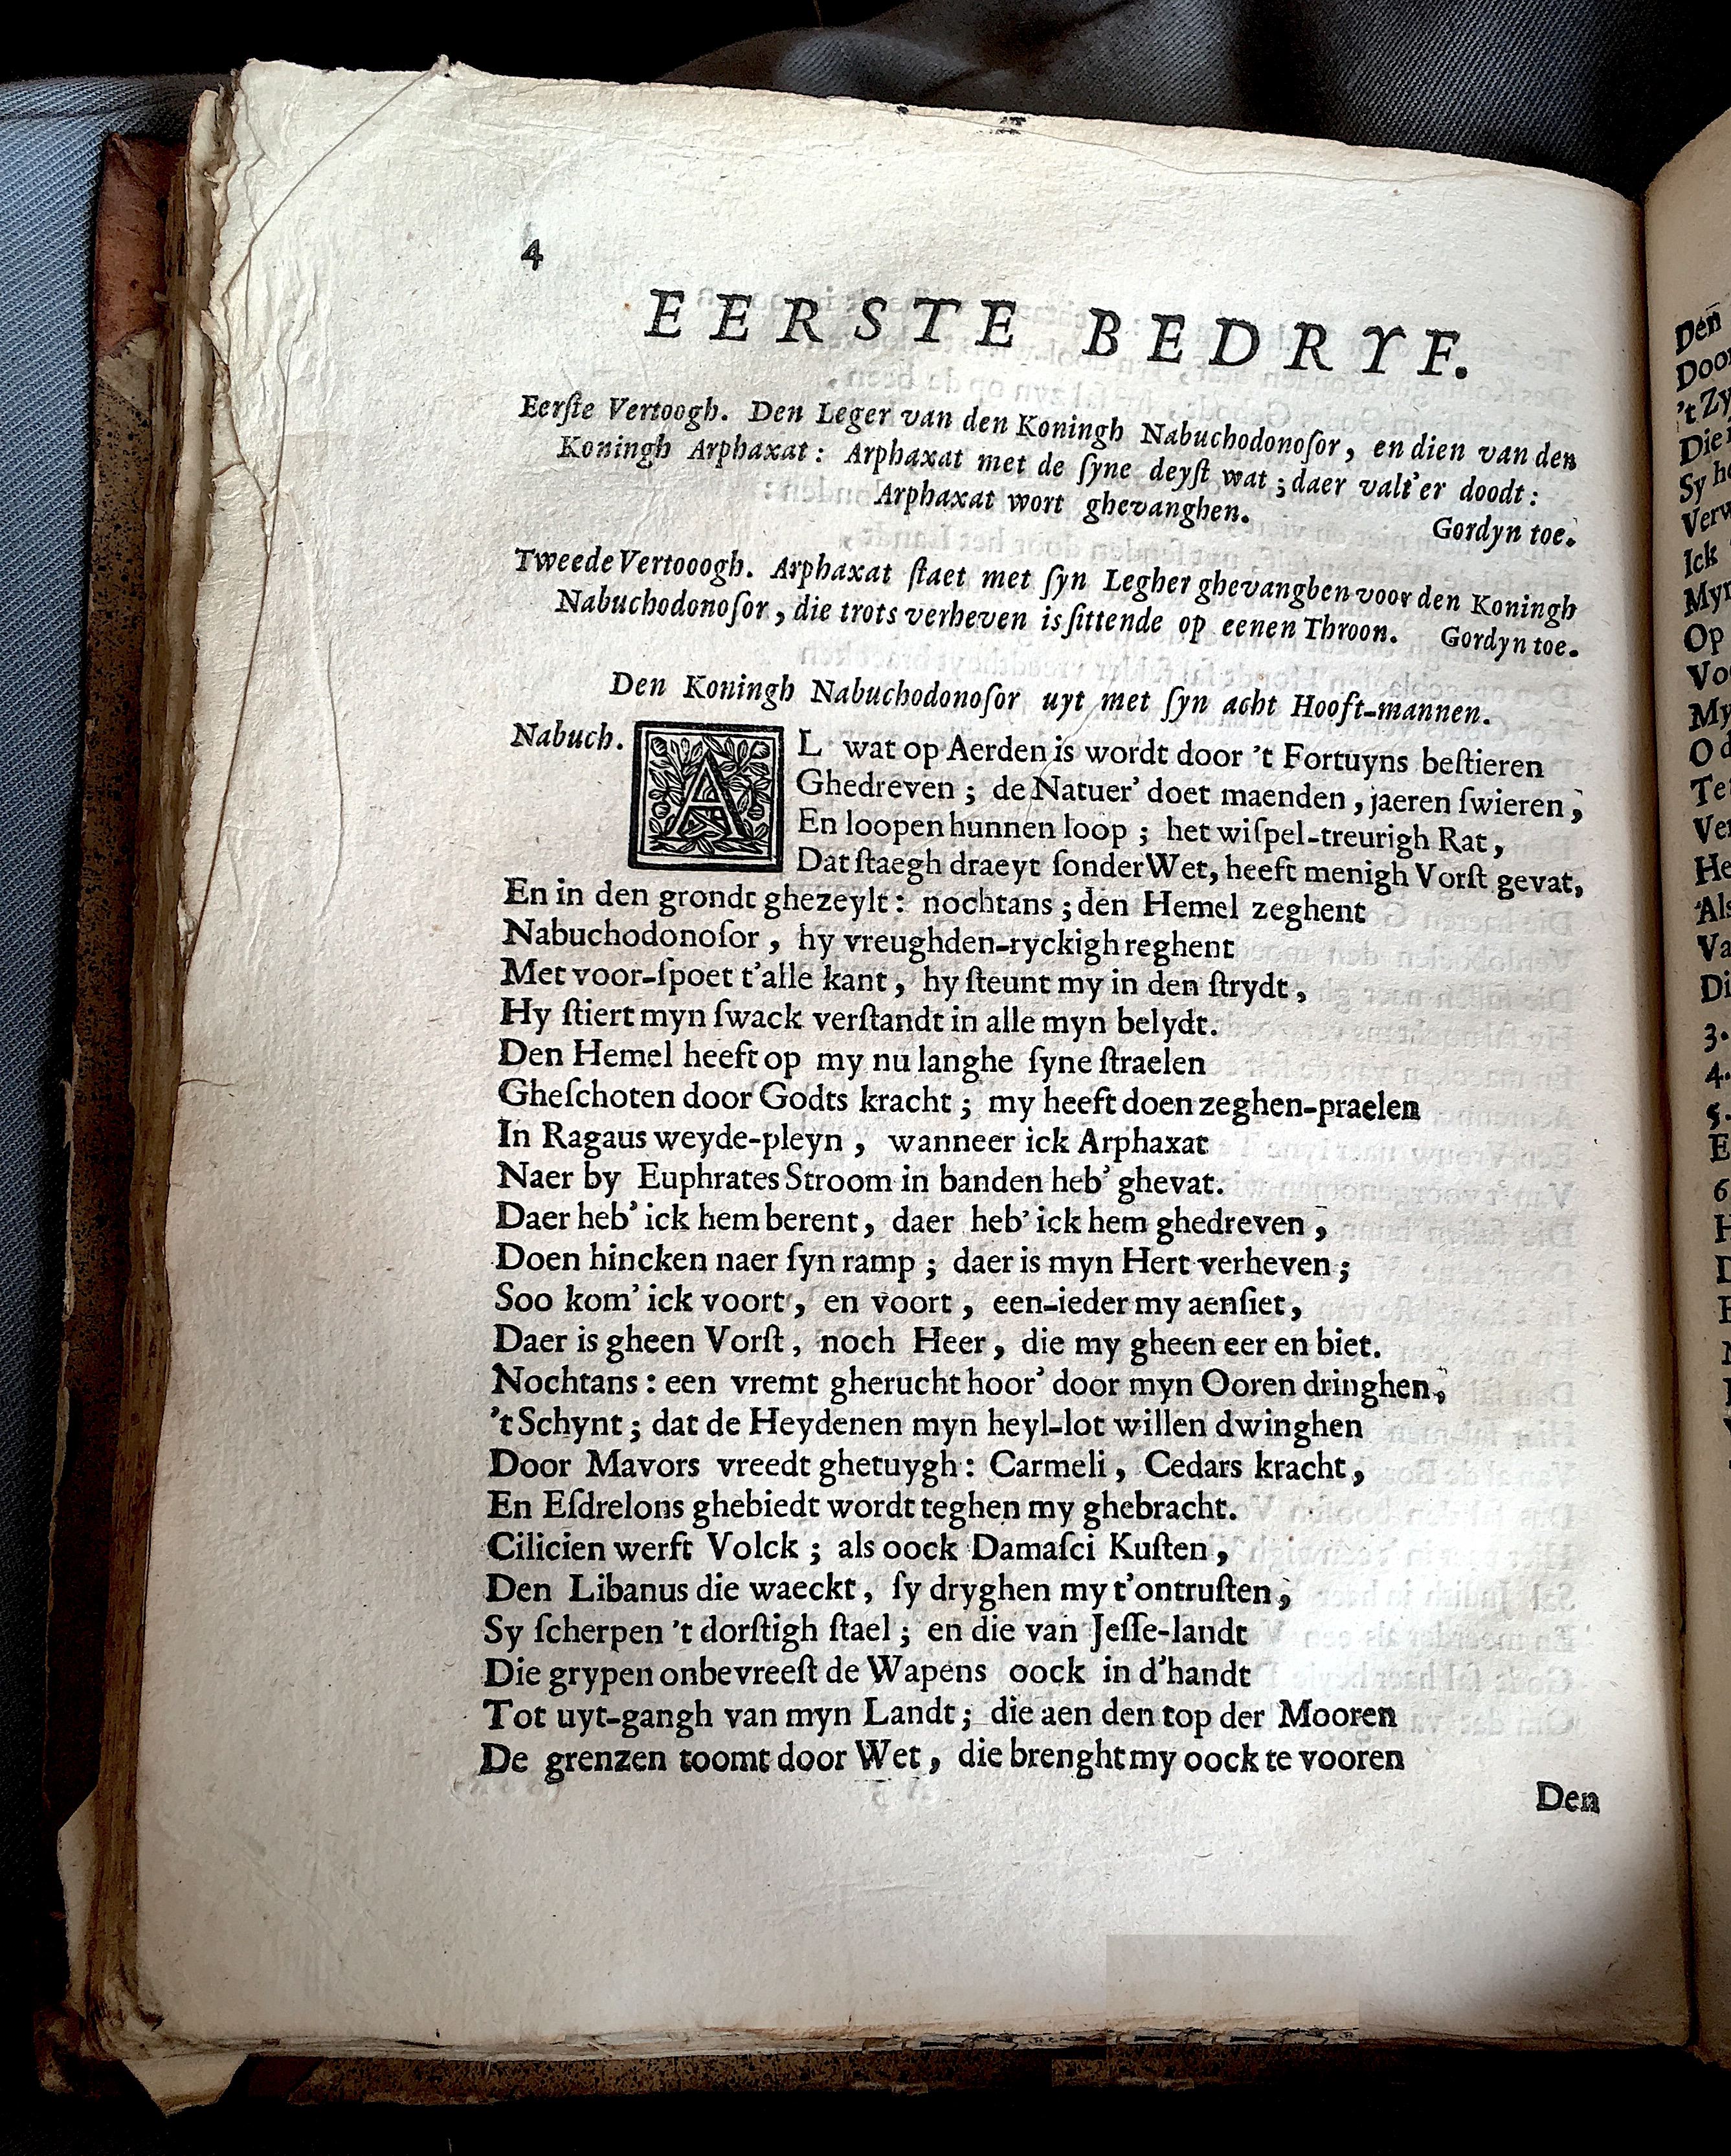 4
EERSTE BEDRYF.
Eerſte Vertoogh. Den Leger van den Koningh Nabuchodonoſor, en dien van den
Koningh Arphaxat: Arphaxat met de ſyne deyſt wat; daer valt'er doodt:
Arphaxat wort ghevanghen. Gordyn toe.
Tweede Vertooogh. Arphaxat ſtaet met ſyn Legher ghevanghen voor den Koningh
Nabuchodonoſor, die trots verheven is ſittende op eenen Throon. Gordyn toe.
Den Koningh Nabuchodonoſor uyt met ſyn acht Hooft-mannen.
Nabuch. AL wat op Aerden is wordt door 't Fortuyns beſtieren
Ghedreven; de Natuer' doet maenden, jaeren ſwieren,
En loopen hunnen loop; het wiſpel-treurigh Rat,
Dat ſtaegh draeyt ſonder Wet, heeft menigh Vorſt gevat,
En in den grondt ghezeylt: nochtans; den Hemel zeghent
Nabuchodonoſor, hy vreughden-ryckigh reghent
Met voor-ſpoet t'alle kant, hy ſteunt my in den ſtrydt,
Hy ſtiert myn ſwack verſtandt in alle myn belydt.
Den Hemel heeft op my nu langhe ſyne ſtraelen
Gheſchoten door Godts kracht; my heeft doen zeghen-praelen
In Ragaus weyde-pleyn, wanneer ick Arphaxat
Naer by Euphrates Stroom in banden heb' ghevat.
Daer heb' ick hem berent, daer heb' ick hem ghedreven,
Doen hincken naer ſyn ramp; daer is myn Hert verheven;
Soo kom' ick voort, en voort, een-ieder my aenſiet,
Daer is gheen Vorſt, noch Heer, die my gheen eer en biet.
Nochtans: een vremt gherucht hoor' door myn Ooren dringhen,
't Schynt; dat de Heydenen myn heyl-lot willen dwinghen
Door Mavors vreedt ghetuygh: Carmeli, Cedars kracht,
En Eſdrelons ghebiedt wordt teghen my ghebracht.
Cilicien werft Volck; als oock Damaſci Kuſten,
Den Libanus die waeckt, ſy dryghen my t'ontruſten,
Sy ſcherpen 't dorſtigh ſtael; en die van Jeſſe-landt
Die grypen onbevreeſt de Wapens oock in d'handt
Tot uyt-gangh van myn Landt; die aen den top der Mooren
De grenzen toomt door Wet, die brenght my oock te vooren
Den